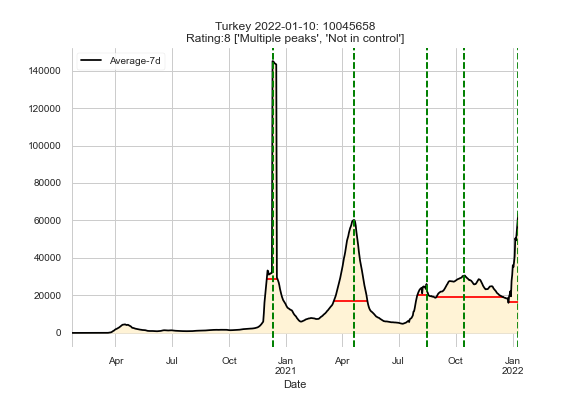 Turkey 2022-01-10: 10045658
Rating:8 ['Multiple peaks', 'Not in control']
Average-7d
140000
120000
100000
80000
60000
40000
20000
0
Apr Jul Oct Jan Apr Jul Oct Jan
2021 2022
Date